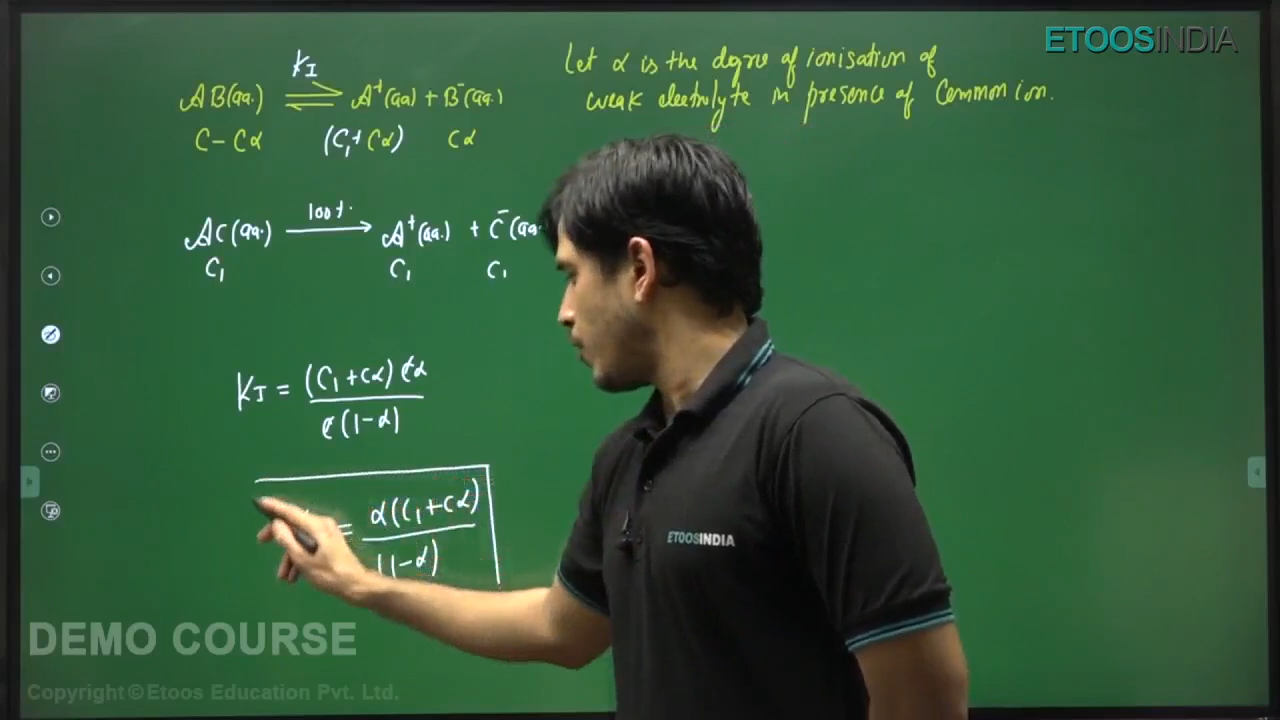 ETOOSINDIA
Let α is the degree of ionisation of
weak electrolyte in presence of Common ion.
K_I
AB(aq.) ⇌ A⁺(aq) + B⁻(aq.)
C - Cα (C₁ + Cα) Cα
100%
AC(aq.) → A⁺(aq.) + C⁻(aq.
C₁ C₁ C₁
K_I = (C₁ + Cα) Cα
C(1-α)
= α(C₁ + Cα)
(1-α)
ETOOSINDIA
DEMO COURSE
Copyright © Etoos Education Pvt. Ltd.